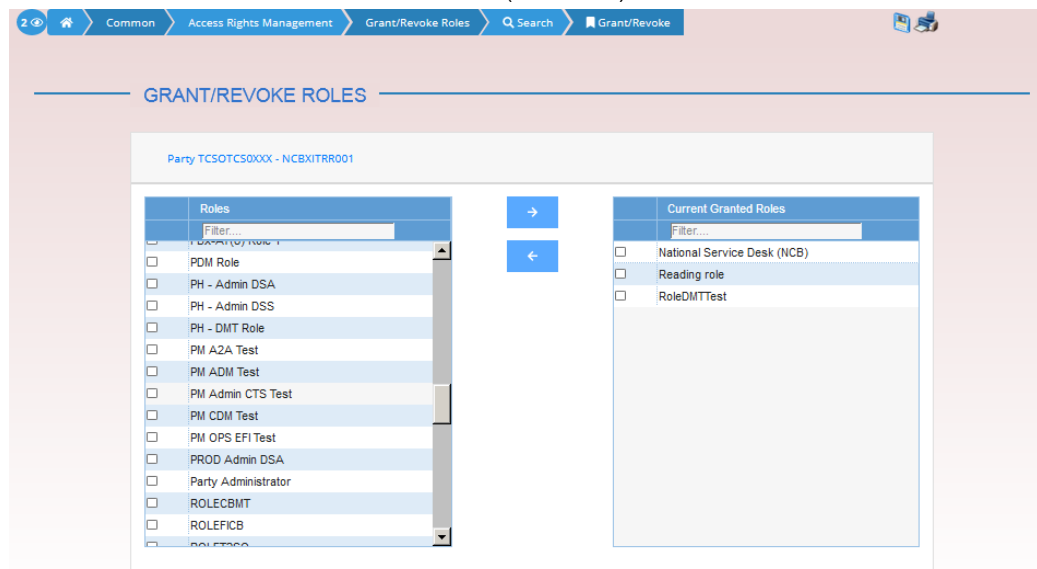 2
Common
Access Rights Management
Grant/Revoke Roles
Search
Grant/Revoke
GRANT/REVOKE ROLES
Party TCSOTCS0XXX - NCBXITRR001
Roles
Filter....
PDM Role
PH - Admin DSA
PH - Admin DSS
PH - DMT Role
PM A2A Test
PM ADM Test
PM Admin CTS Test
PM CDM Test
PM OPS EFI Test
PROD Admin DSA
Party Administrator
ROLECBMT
ROLEFICB
Current Granted Roles
Filter....
National Service Desk (NCB)
Reading role
RoleDMTTest